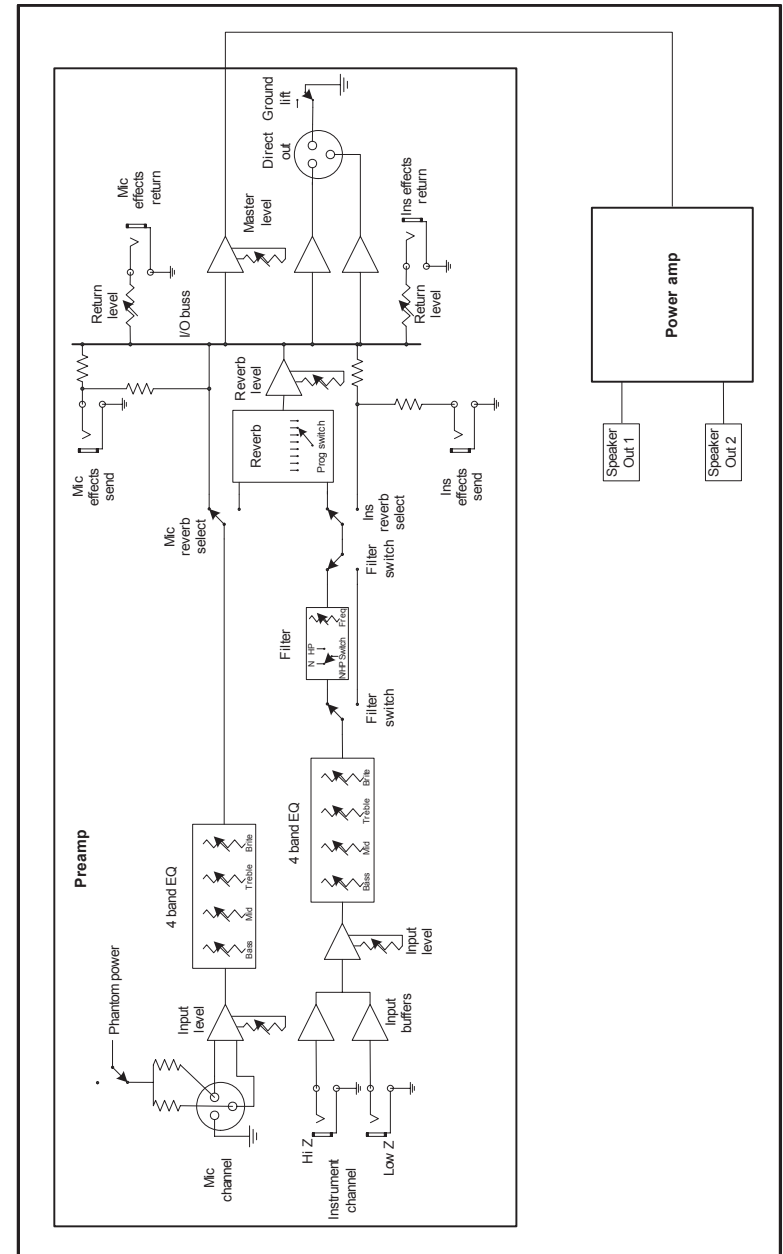 Preamp
Phantom power
Mic
channel
Input
level
4 band EQ
Bass
Mid
Treble
Brite
Mic
reverb
select
Mic
effects
send
Return
level
I/O buss
Mic
effects
return
Master
level
Direct
out
Ground
lift
Reverb
Prog switch
Reverb
level
Hi Z
Instrument
channel
Low Z
Input
buffers
Input
level
4 band EQ
Bass
Mid
Treble
Brite
Filter
switch
Filter
N HP
NHP Switch
Freq
Filter
switch
Ins
reverb
select
Ins
effects
send
Ins effects
return
Return
level
Power amp
Speaker
Out 1
Speaker
Out 2